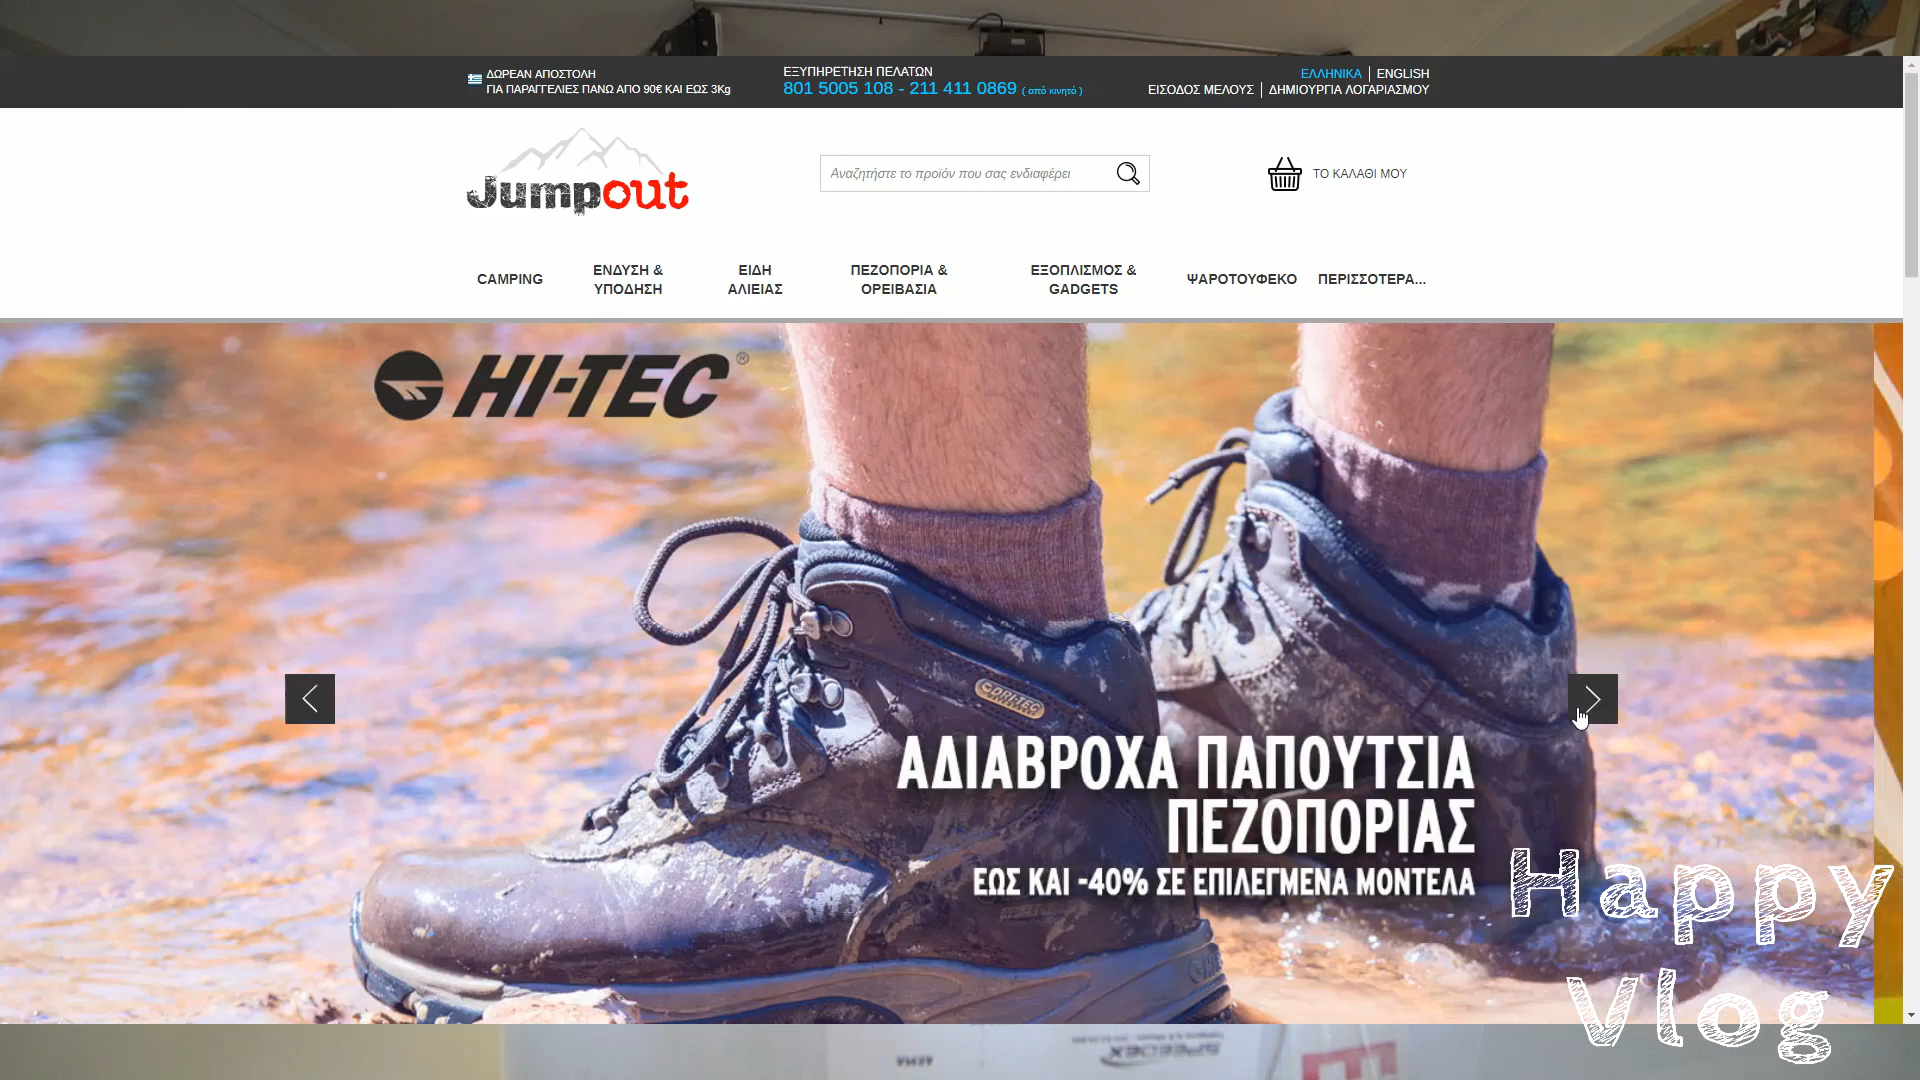 ΔΩΡΕΑΝ ΑΠΟΣΤΟΛΗ
ΓΙΑ ΠΑΡΑΓΓΕΛΙΕΣ ΠΑΝΩ ΑΠΟ 90€ ΚΑΙ ΕΩΣ 3Kg
ΕΞΥΠΗΡΕΤΗΣΗ ΠΕΛΑΤΩΝ
801 5005 108 - 211 411 0869 ( από κινητό )
ΕΛΛΗΝΙΚΑ | ENGLISH
ΕΙΣΟΔΟΣ ΜΕΛΟΥΣ | ΔΗΜΙΟΥΡΓΙΑ ΛΟΓΑΡΙΑΣΜΟΥ
Jumpout
Αναζητήστε το προϊόν που σας ενδιαφέρει
ΤΟ ΚΑΛΑΘΙ ΜΟΥ
CAMPING
ΕΝΔΥΣΗ &
ΥΠΟΔΗΣΗ
ΕΙΔΗ
ΑΛΙΕΙΑΣ
ΠΕΖΟΠΟΡΙΑ &
ΟΡΕΙΒΑΣΙΑ
ΕΞΟΠΛΙΣΜΟΣ &
GADGETS
ΨΑΡΟΤΟΥΦΕΚΟ
ΠΕΡΙΣΣΟΤΕΡΑ...
HI-TEC®
DRI-TEC
ΑΔΙΑΒΡΟΧΑ ΠΑΠΟΥΤΣΙΑ
ΠΕΖΟΠΟΡΙΑΣ
ΕΩΣ ΚΑΙ -40% ΣΕ ΕΠΙΛΕΓΜΕΝΑ ΜΟΝΤΕΛΑ
Happy
Vlog
SPEEDEX